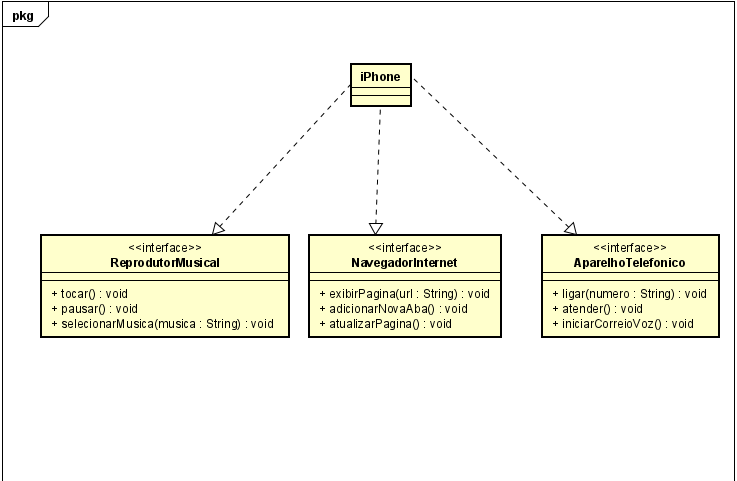 pkg
iPhone
<<interface>>
ReprodutorMusical
+ tocar() : void
+ pausar() : void
+ selecionarMusica(musica : String) : void
<<interface>>
NavegadorInternet
+ exibirPagina(url : String) : void
+ adicionarNovaAba() : void
+ atualizarPagina() : void
<<interface>>
AparelhoTelefonico
+ ligar(numero : String) : void
+ atender() : void
+ iniciarCorreioVoz() : void